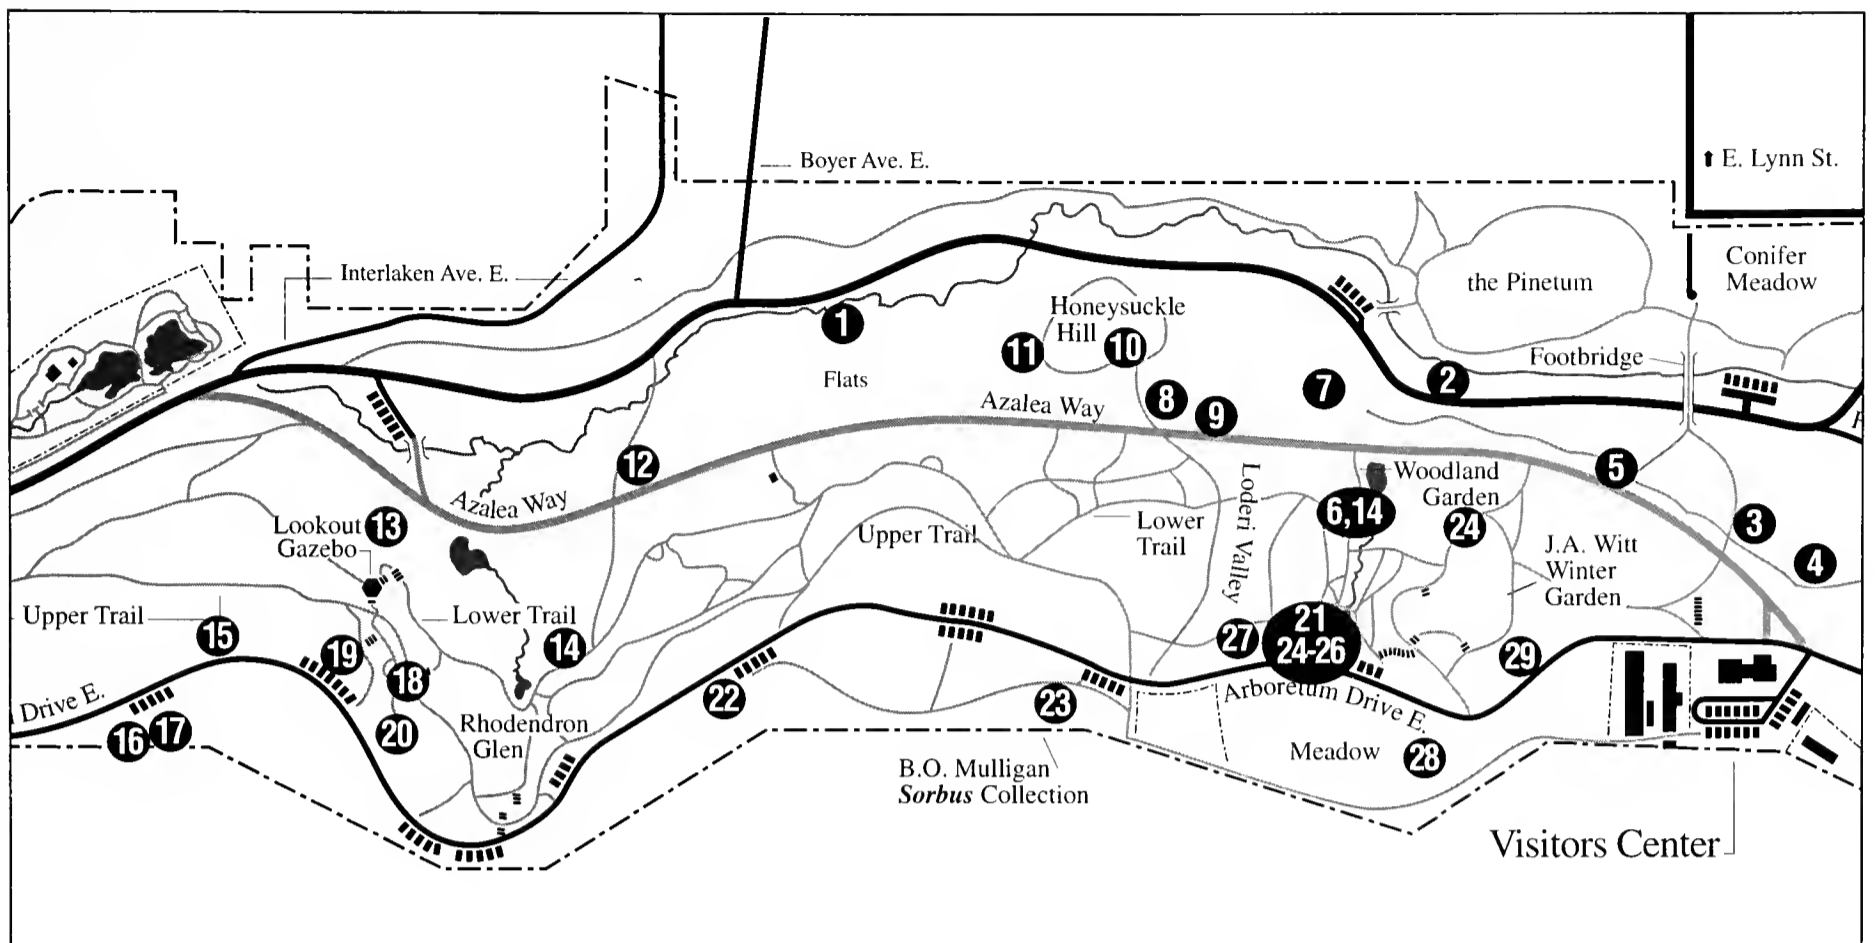 Boyer Ave. E.
E. Lynn St.
Interlaken Ave. E.
Conifer
Meadow
the Pinetum
Honeysuckle
Hill
1
11
10
Footbridge
Flats
7
2
8
9
Azalea Way
12
5
Azalea Way
Woodland
Garden
Loderi Valley
Lookout
Gazebo
13
6,14
24
3
Upper Trail
Lower
Trail
J.A. Witt
Winter
Garden
4
Upper Trail
15
Lower Trail
14
19
18
27
21
24-26
29
Drive E.
16
17
20
Rhodendron
Glen
22
23
Arboretum Drive E.
Meadow
28
B.O. Mulligan
Sorbus Collection
Visitors Center